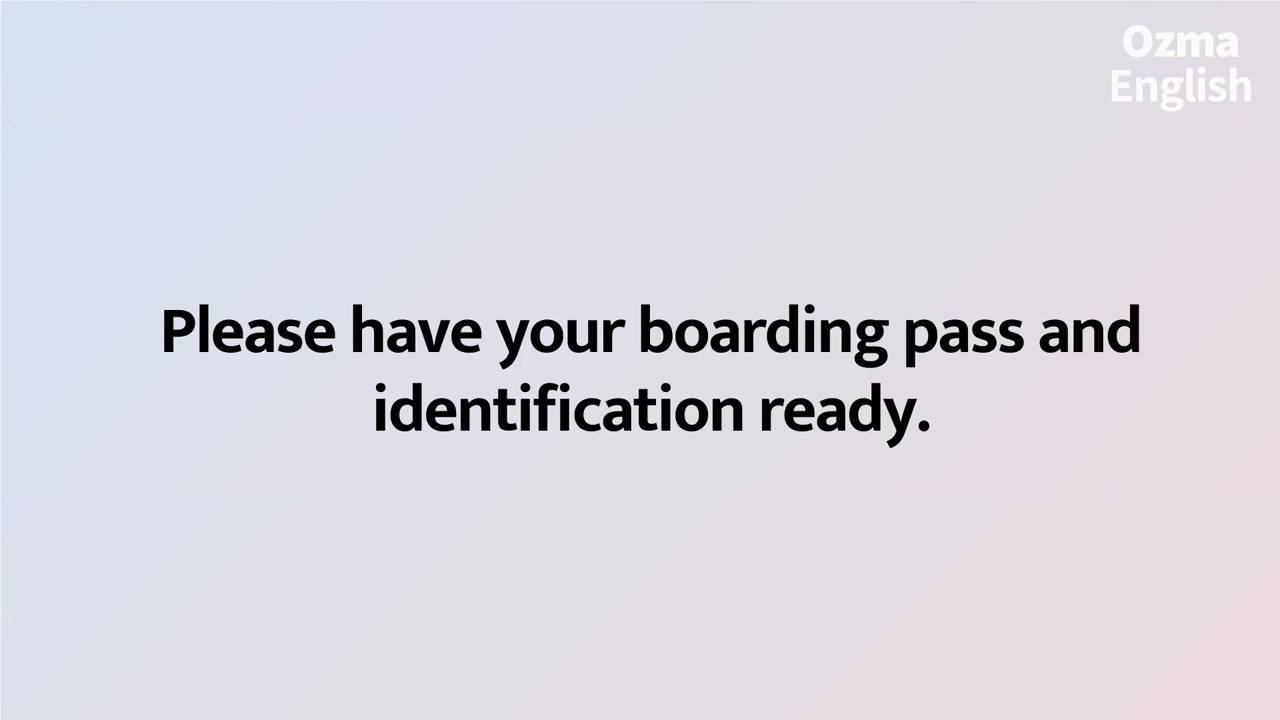 Ozma
English
Please have your boarding pass and
identification ready.